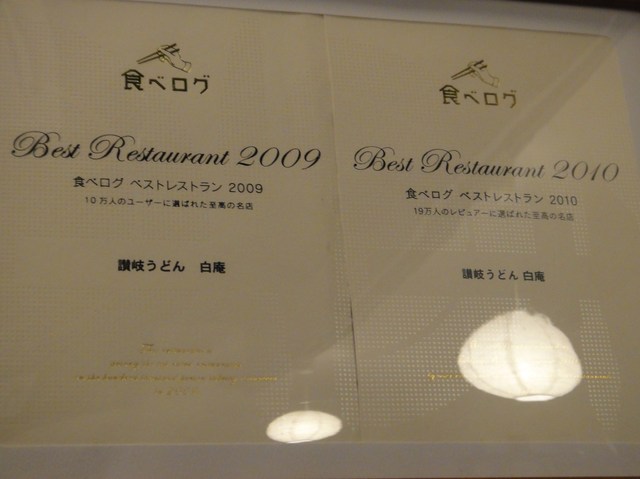 食べログ
Best Restaurant 2009
食べログ ベストレストラン 2009
10万人のユーザーに選ばれた至高の名店
讃岐うどん 白庵
食べログ
Best Restaurant 2010
食べログ ベストレストラン 2010
19万人のレビュアーに選ばれた至高の名店
讃岐うどん 白庵